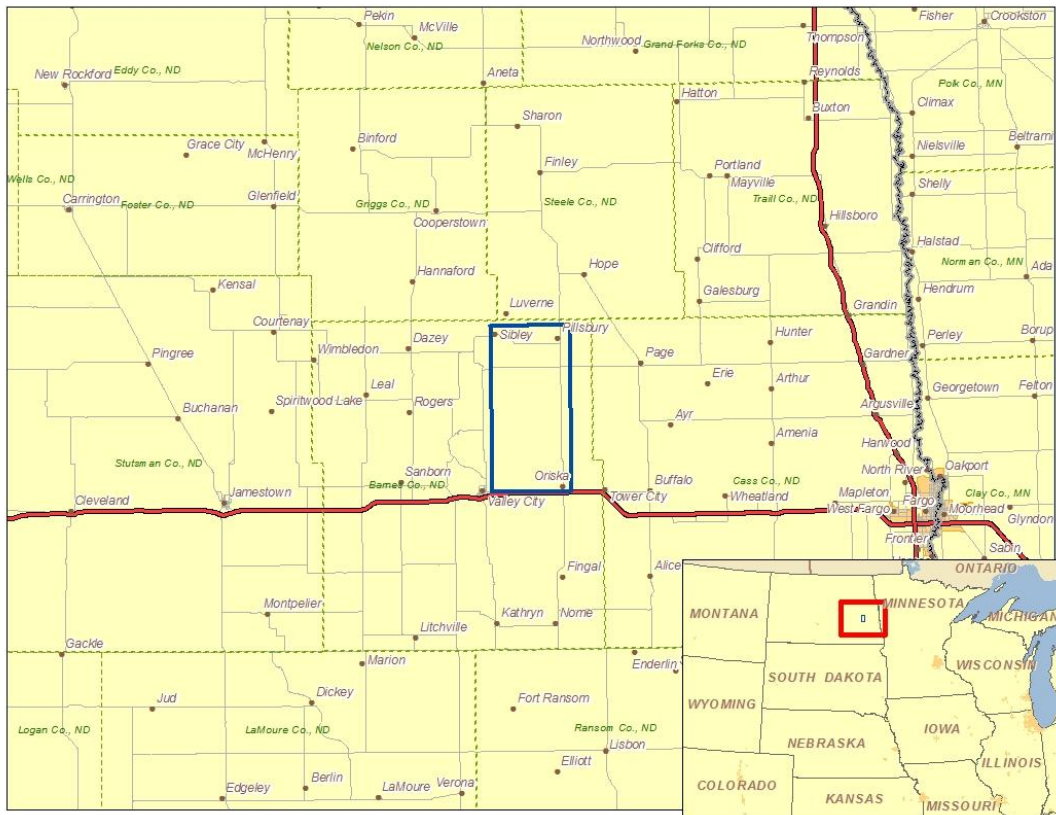 Pekin
McVille
Fisher
Crookston
Thompson
Northwood
Nelson Co., ND
Grand Forks Co., ND
Eddy Co., ND
New Rockford
Aneta
Reynolds
Polk Co., MN
Hatton
Buxton
Climax
Sharon
Grace City
McHenry
Binford
Nielsville
Beltrami
Finley
Portland
Mayville
Wells Co., ND
Shelly
Carrington
Foster Co., ND
Glenfield
Griggs Co., ND
Steele Co., ND
Traill Co., ND
Cooperstown
Hillsboro
Clifford
Halstad
Norman Co., MN
Ada
Hannaford
Hope
Kensal
Galesburg
Hendrum
Luverne
Grandin
Courtenay
Pillsbury
Sibley
Hunter
Perley
Borup
Wimbledon
Dazey
Pingree
Page
Gardner
Erie
Arthur
Leal
Georgetown
Felton
Buchanan
Spiritwood Lake
Rogers
Ayr
Argusville
Amenia
Harwood
Stutsman Co., ND
Sanborn
Barnes Co., ND
Oriska
Buffalo
Cass Co., ND
North River
Oakport
Cleveland
Jamestown
Valley City
Tower City
Wheatland
Mapleton
Fargo
Clay Co., MN
West Fargo
Moorhead
Glyndon
Frontier
Sabin
Fingal
Alice
Montpelier
Kathryn
Nome
Litchville
Gackle
Marion
Enderlin
Jud
Dickey
Fort Ransom
Logan Co., ND
LaMoure Co., ND
Ransom Co., ND
Lisbon
Elliott
Berlin
Edgeley
LaMoure
Verona
ONTARIO
MONTANA
MINNESOTA
MICHIGAN
WISCONSIN
SOUTH DAKOTA
WYOMING
IOWA
NEBRASKA
ILLINOIS
COLORADO
KANSAS
MISSOURI